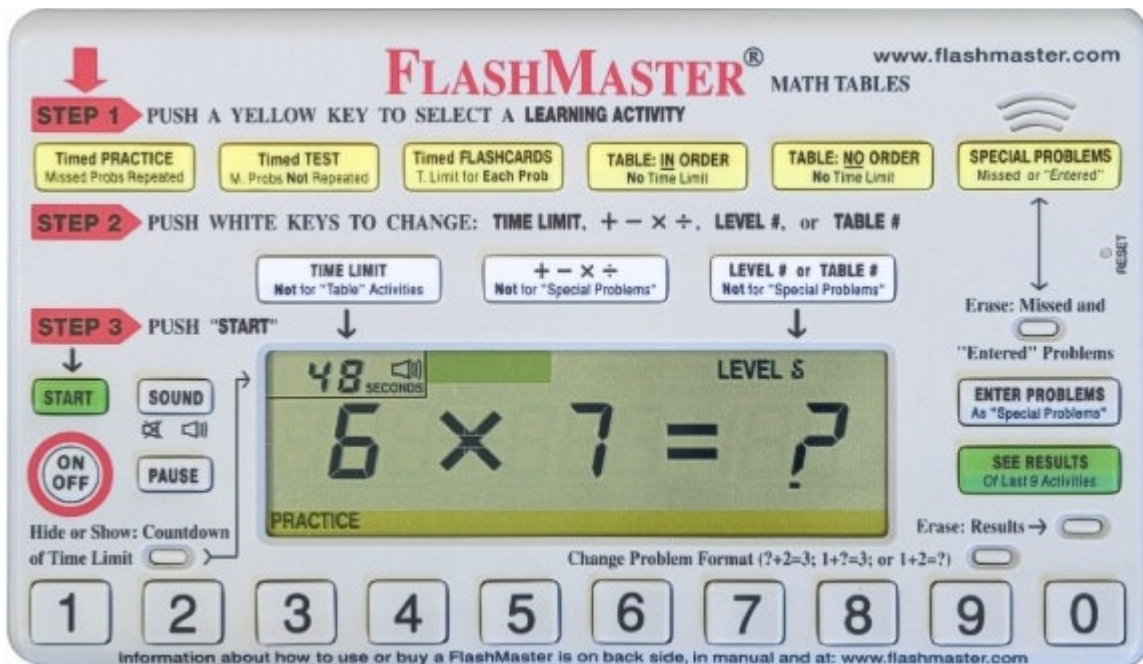 FLASHMASTER® MATH TABLES
www.flashmaster.com
STEP 1 PUSH A YELLOW KEY TO SELECT A LEARNING ACTIVITY
Timed PRACTICE
Missed Probs Repeated
Timed TEST
M. Probs Not Repeated
Timed FLASHCARDS
T. Limit for Each Prob
TABLE: IN ORDER
No Time Limit
TABLE: NO ORDER
No Time Limit
SPECIAL PROBLEMS
Missed or "Entered"
STEP 2 PUSH WHITE KEYS TO CHANGE: TIME LIMIT, + − × ÷, LEVEL #, or TABLE #
RESET
TIME LIMIT
Not for "Table" Activities
+ − × ÷
Not for "Special Problems"
LEVEL # or TABLE #
Not for "Special Problems"
Erase: Missed and
"Entered" Problems
STEP 3 PUSH "START"
START
SOUND
ON
OFF
PAUSE
48 SECONDS
LEVEL
6 × 7 = ?
PRACTICE
ENTER PROBLEMS
As "Special Problems"
SEE RESULTS
Of Last 9 Activities
Hide or Show: Countdown
of Time Limit
Erase: Results →
Change Problem Format (?+2=3; 1+?=3; or 1+2=?)
1 2 3 4 5 6 7 8 9 0
Information about how to use or buy a FlashMaster is on back side, in manual and at: www.flashmaster.com